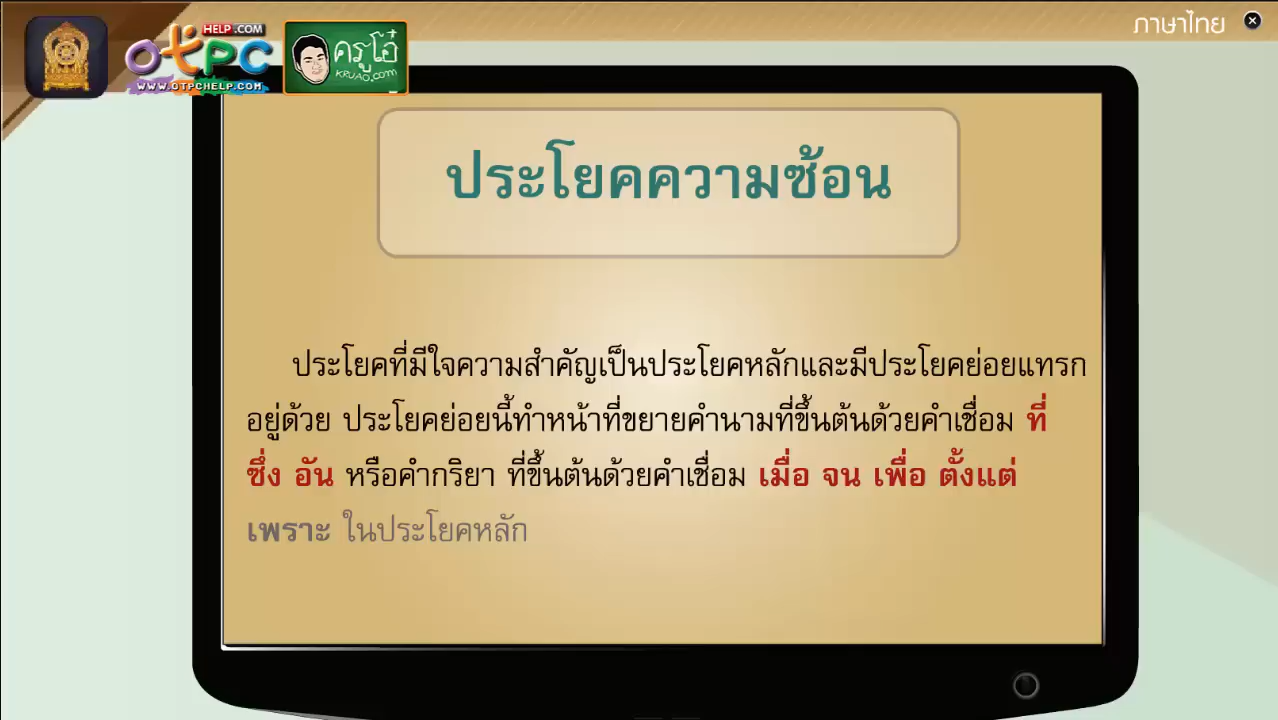 ภาษาไทย
HELP.COM
OTPC
WWW.OTPCHELP.COM
ครูโอ๋
KRUAO.COM
ประโยคความซ้อน
ประโยคที่มีใจความสำคัญเป็นประโยคหลักและมีประโยคย่อยแทรก
อยู่ด้วย ประโยคย่อยนี้ทำหน้าที่ขยายคำนามที่ขึ้นต้นด้วยคำเชื่อม ที่
ซึ่ง อัน หรือคำกริยา ที่ขึ้นต้นด้วยคำเชื่อม เมื่อ จน เพื่อ ตั้งแต่
เพราะ ในประโยคหลัก